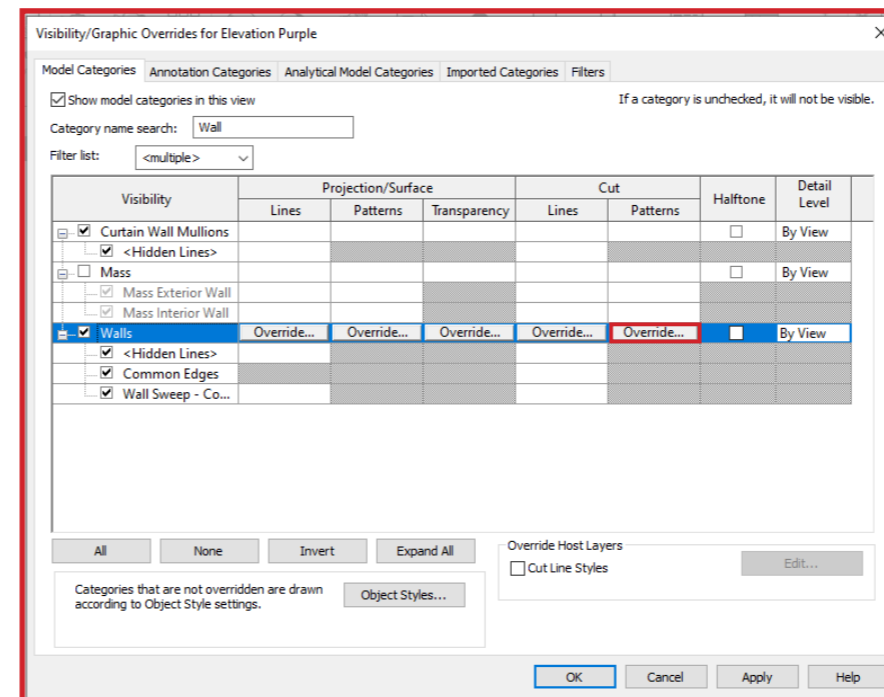 Visibility/Graphic Overrides for Elevation Purple
Model Categories Annotation Categories Analytical Model Categories Imported Categories Filters
Show model categories in this view If a category is unchecked, it will not be visible.
Category name search: Wall
Filter list: <multiple>
Visibility Projection/Surface Cut Halftone Detail Level
Lines Patterns Transparency Lines Patterns
Curtain Wall Mullions By View
<Hidden Lines>
Mass By View
Mass Exterior Wall
Mass Interior Wall
Walls Override... Override... Override... Override... Override... By View
<Hidden Lines>
Common Edges
Wall Sweep - Co...
All None Invert Expand All
Override Host Layers
Cut Line Styles Edit...
Categories that are not overridden are drawn
according to Object Style settings.
Object Styles...
OK Cancel Apply Help